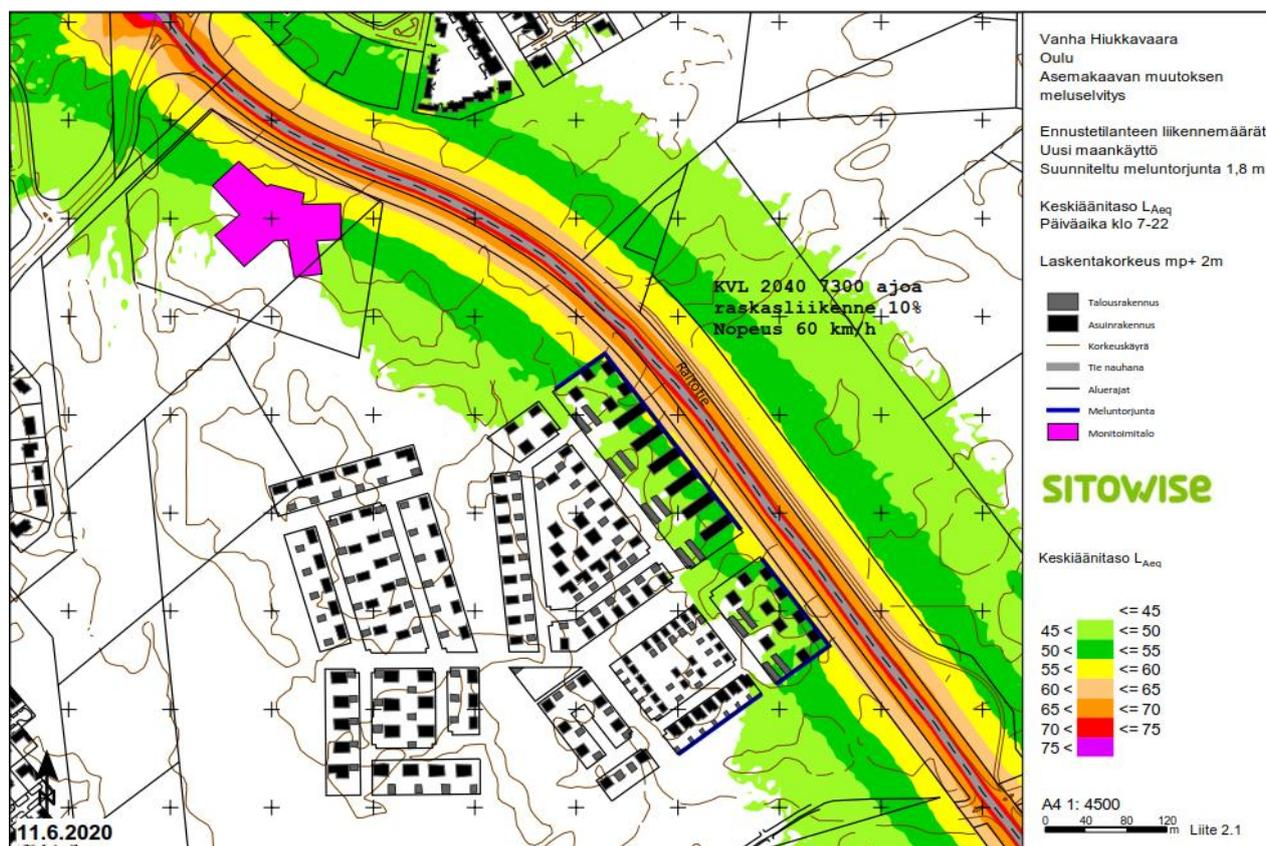 Vanha Hiukkavaara
Oulu
Asemakaavan muutoksen
meluselvitys
Ennustetilanteen liikennemäärät
Uusi maankäyttö
Suunniteltu meluntorjunta 1,8 m
Keskiäänitaso LAeq
Päiväaika klo 7-22
Laskentakorkeus mp+ 2m
Talousrakennus
Asuinrakennus
Korkeuskäyrä
Tie nauhana
Aluerajat
Meluntorjunta
Monitoimitalo
SITOWISE
Keskiäänitaso LAeq
<= 45
45 < <= 50
50 < <= 55
55 < <= 60
60 < <= 65
65 < <= 70
70 < <= 75
75 <
A4 1: 4500
0 40 80 120
m
Liite 2.1
KVL 2040 7300 ajoa
raskasliikenne 10%
Nopeus 60 km/h
11.6.2020